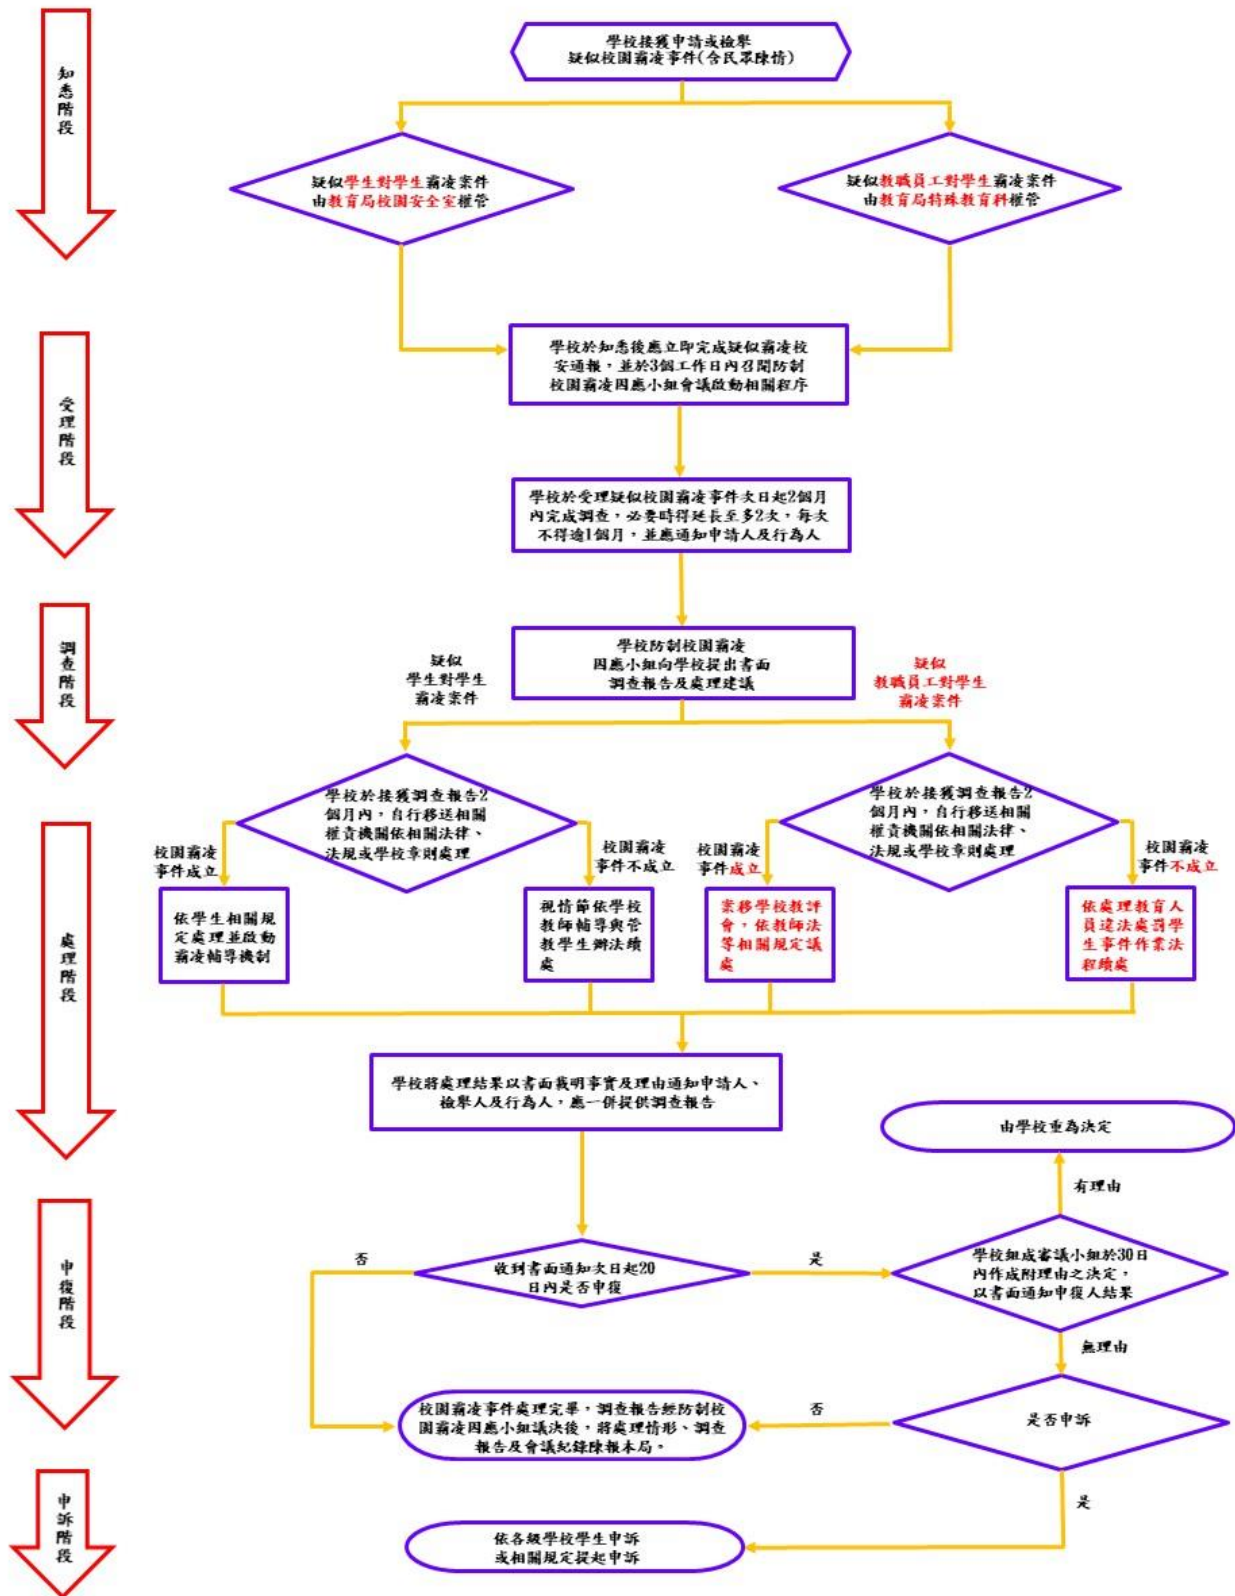 知悉階段
學校接獲申請或檢舉
疑似校園霸凌事件(含民眾陳情)
疑似學生對學生霸凌案件
由教育局校園安全室權管
疑似教職員工對學生霸凌案件
由教育局特殊教育科權管
受理階段
學校於知悉後應立即完成疑似霸凌校
安通報，並於3個工作日內召開防制
校園霸凌因應小組會議啟動相關程序
學校於受理疑似校園霸凌事件次日起2個月
內完成調查，必要時得延長至多2次，每次
不得逾1個月，並應通知申請人及行為人
調查階段
學校防制校園霸凌
因應小組向學校提出書面
調查報告及處理建議
疑似
學生對學生
霸凌案件
疑似
教職員工對學生
霸凌案件
處理階段
學校於接獲調查報告2
個月內，自行移送相關
權責機關依相關法律、
法規或學校章則處理
學校於接獲調查報告2
個月內，自行移送相關
權責機關依相關法律、
法規或學校章則處理
校園霸凌
事件成立
校園霸凌
事件不成立
校園霸凌
事件成立
校園霸凌
事件不成立
依學生相關規
定處理並啟動
霸凌輔導機制
視情節依學校
教師輔導與管
教學生辦法續
處
案移學校教評
會，依教師法
等相關規定議
處
依處理教育人
員違法處罰學
生事件作業法
程續處
學校將處理結果以書面載明事實及理由通知申請人、
檢舉人及行為人，應一併提供調查報告
由學校重為決定
有理由
申復階段
否
收到書面通知次日起20
日內是否申復
是
學校組成審議小組於30日
內作成附理由之決定，
以書面通知申復人結果
無理由
校園霸凌事件處理完畢，調查報告經防制校
園霸凌因應小組議決後，將處理情形、調查
報告及會議紀錄陳報本局。
否
是否申訴
是
申訴階段
依各級學校學生申訴
或相關規定提起申訴